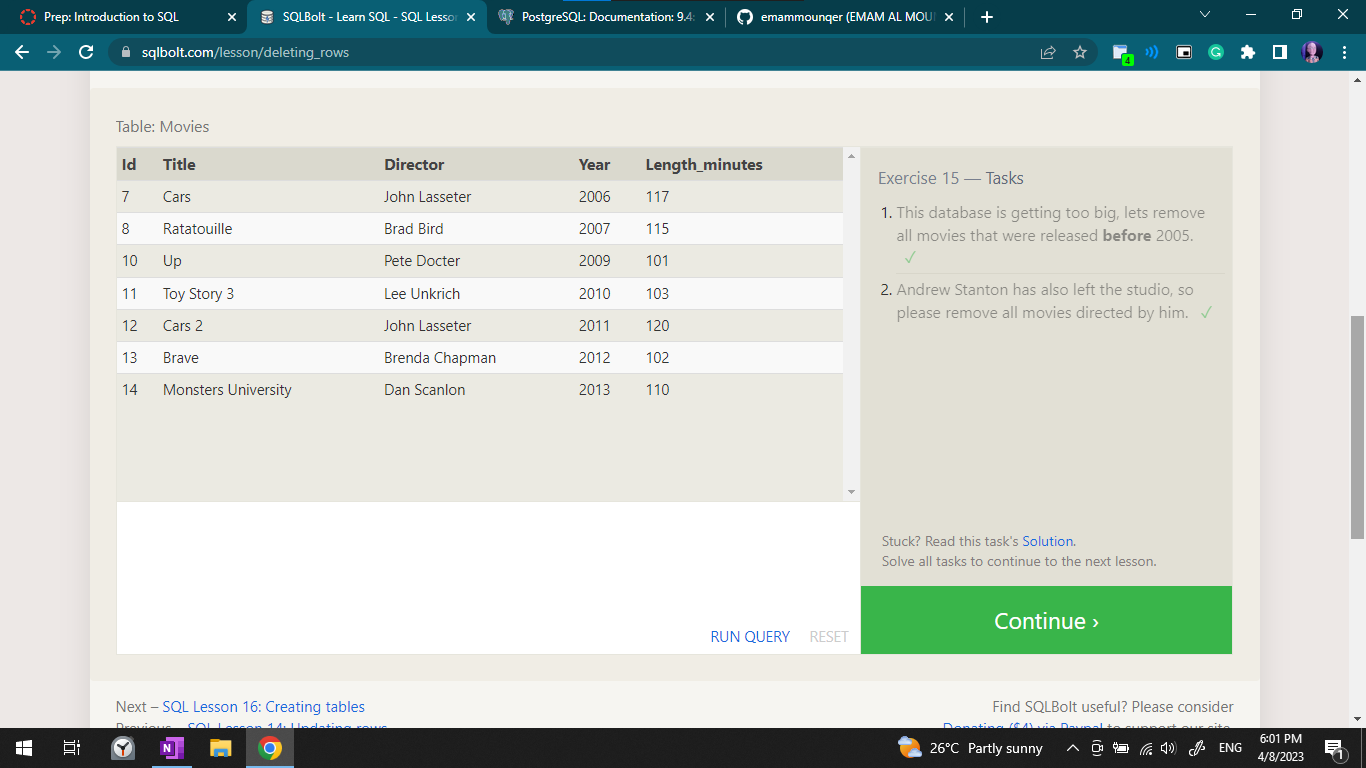 Prep: Introduction to SQL
SQLBolt - Learn SQL - SQL Lesson
PostgreSQL: Documentation: 9.4:
emammounqer (EMAM AL MOU
sqlbolt.com/lesson/deleting_rows
4
Table: Movies
Id Title Director Year Length_minutes
7 Cars John Lasseter 2006 117
8 Ratatouille Brad Bird 2007 115
10 Up Pete Docter 2009 101
11 Toy Story 3 Lee Unkrich 2010 103
12 Cars 2 John Lasseter 2011 120
13 Brave Brenda Chapman 2012 102
14 Monsters University Dan Scanlon 2013 110
RUN QUERY RESET
Exercise 15 — Tasks
1. This database is getting too big, lets remove
all movies that were released before 2005.
✓
2. Andrew Stanton has also left the studio, so
please remove all movies directed by him. ✓
Stuck? Read this task's Solution.
Solve all tasks to continue to the next lesson.
Continue ›
Next – SQL Lesson 16: Creating tables
Previous – SQL Lesson 14: Updating rows
Find SQLBolt useful? Please consider
Donating ($4) via Paypal to support our site.
N
26°C Partly sunny
ENG
6:01 PM
4/8/2023
1